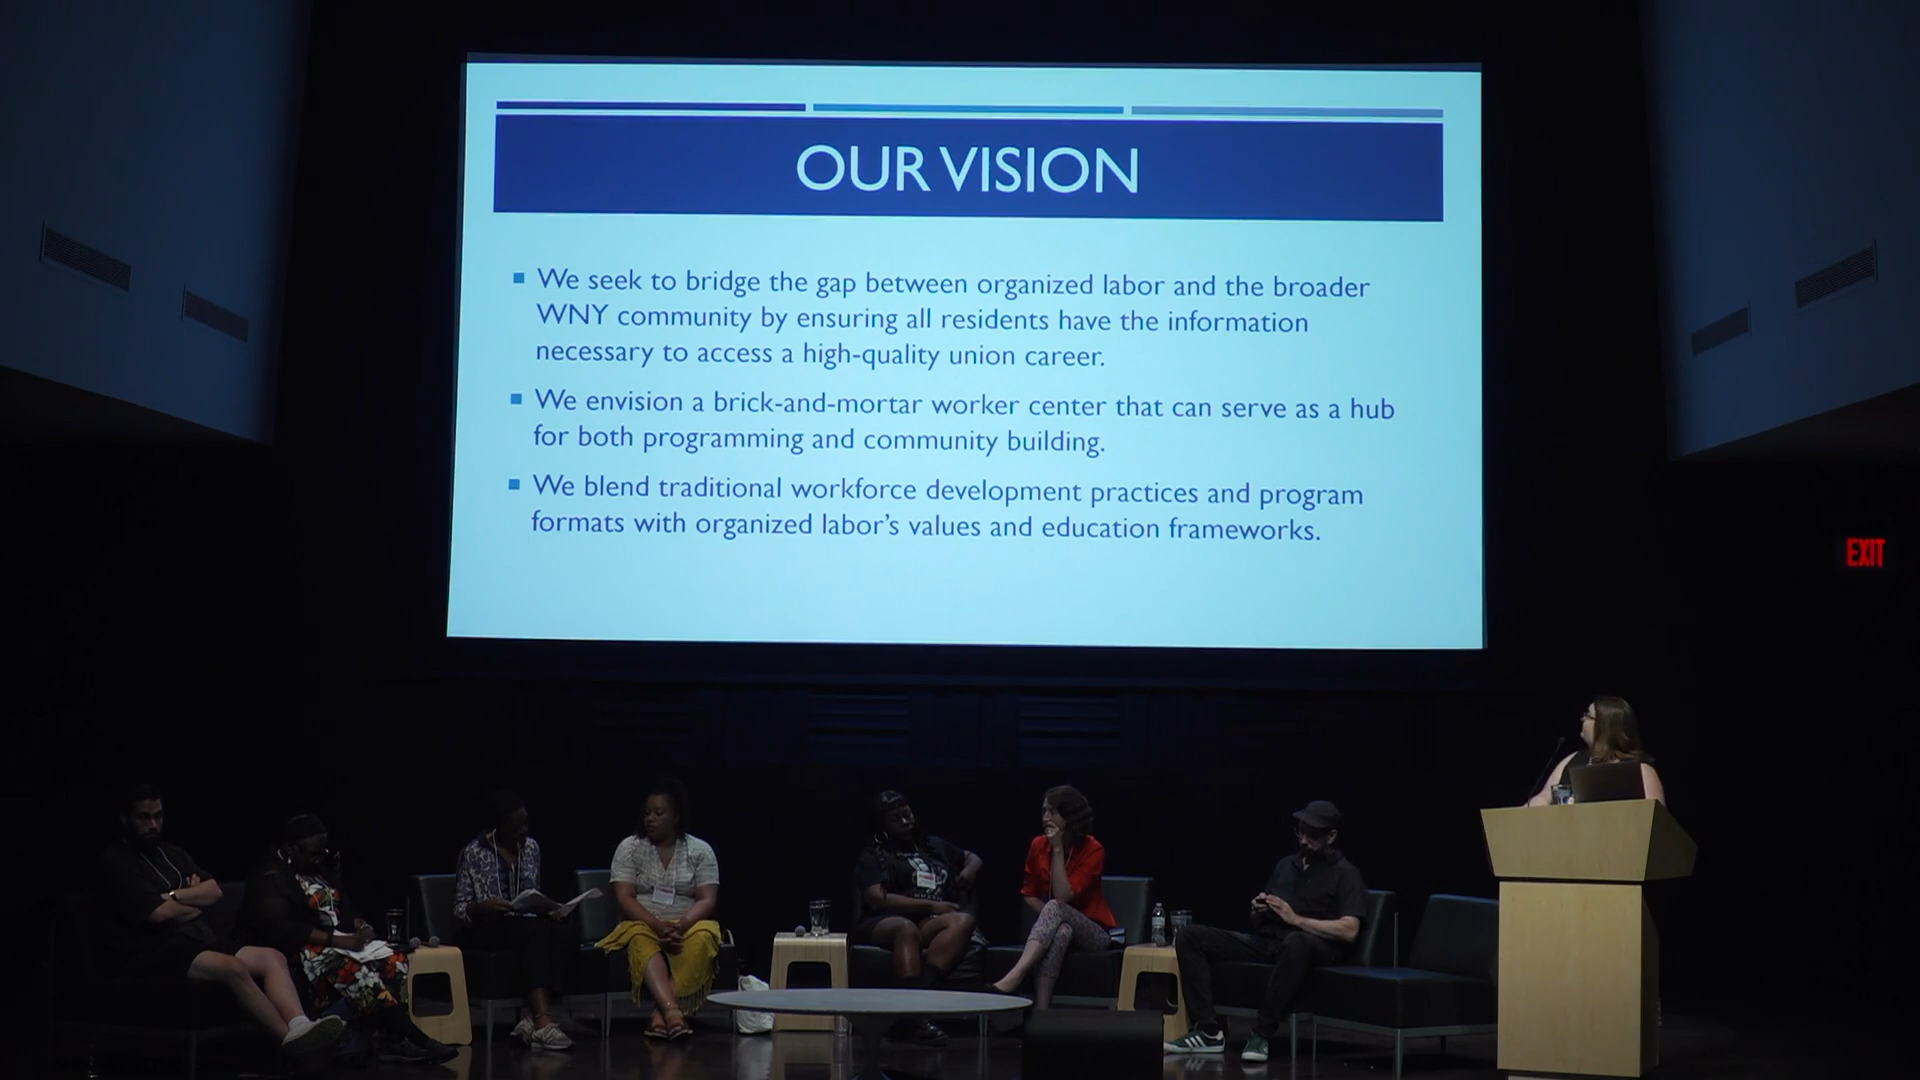 OUR VISION
We seek to bridge the gap between organized labor and the broader
WNY community by ensuring all residents have the information
necessary to access a high-quality union career.
We envision a brick-and-mortar worker center that can serve as a hub
for both programming and community building.
We blend traditional workforce development practices and program
formats with organized labor's values and education frameworks.
EXIT